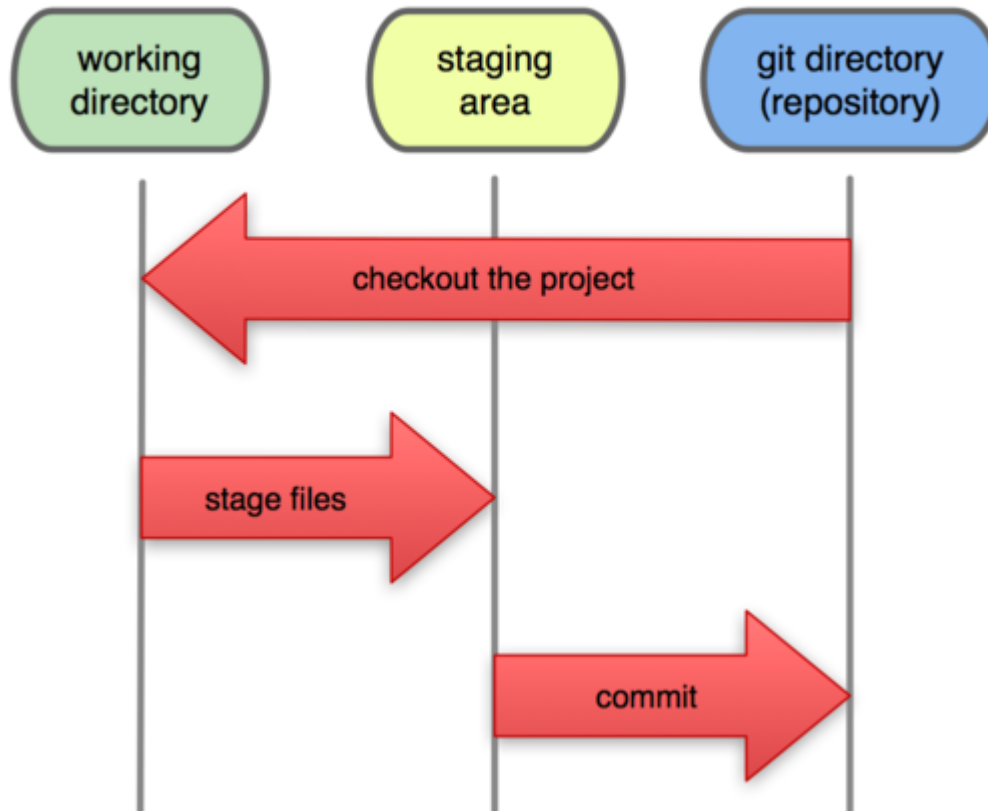 working
directory
staging
area
git directory
(repository)
checkout the project
stage files
commit